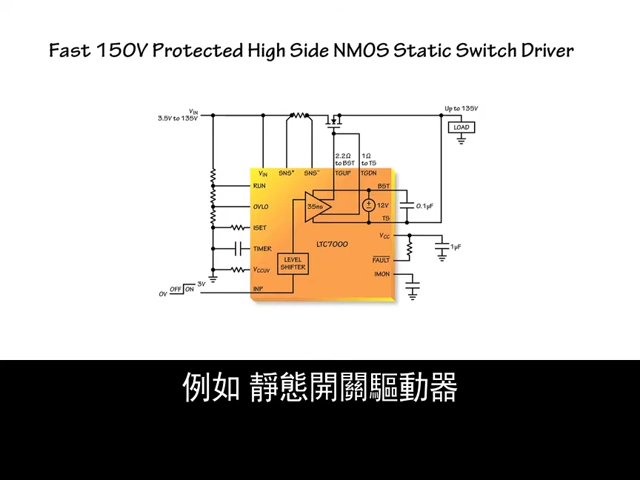 Fast 150V Protected High Side NMOS Static Switch Driver
VIN
3.5V to 135V
Up to 135V
LOAD
2.2Ω
to BST
1Ω
to TS
VIN
SNS+
SNS−
TGUP
TGDN
RUN
BST
OVLO
35ns
12V
0.1µF
TS
ISET
VCC
LTC7000
1µF
TIMER
FAULT
LEVEL
SHIFTER
VCCUV
IMON
INP
0V
OFF
ON
3V
例如 靜態開關驅動器